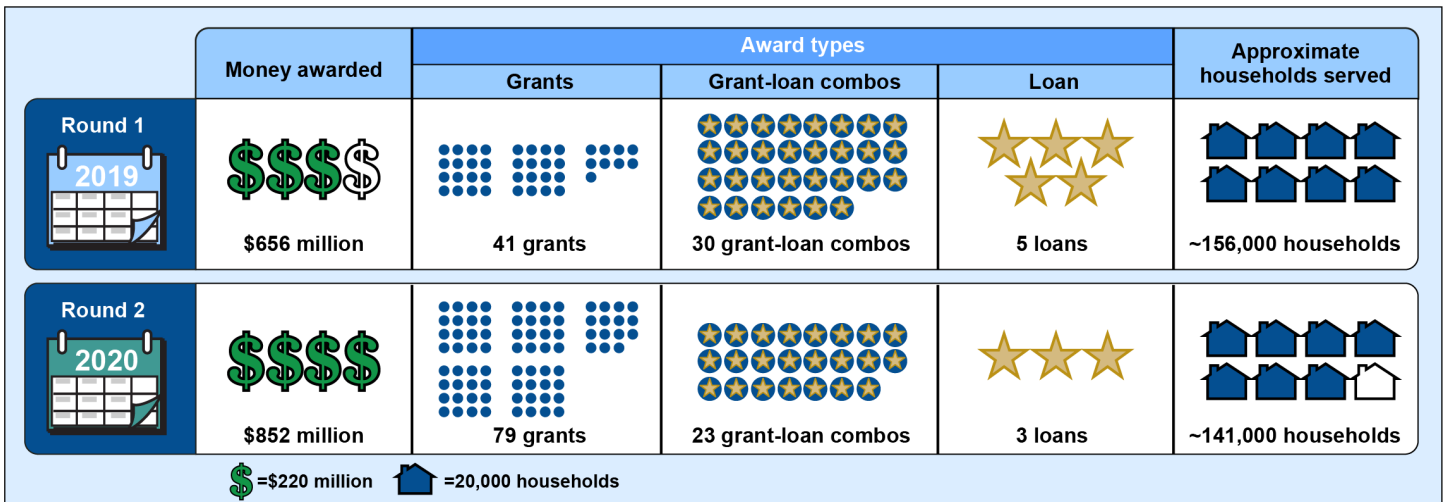 Money awarded
Award types
Grants
Grant-loan combos
Loan
Approximate
households served
Round 1
2019
$ $ $ $
$656 million
41 grants
30 grant-loan combos
5 loans
~156,000 households
Round 2
2020
$ $ $ $
$852 million
79 grants
23 grant-loan combos
3 loans
~141,000 households
$ =$220 million
=20,000 households